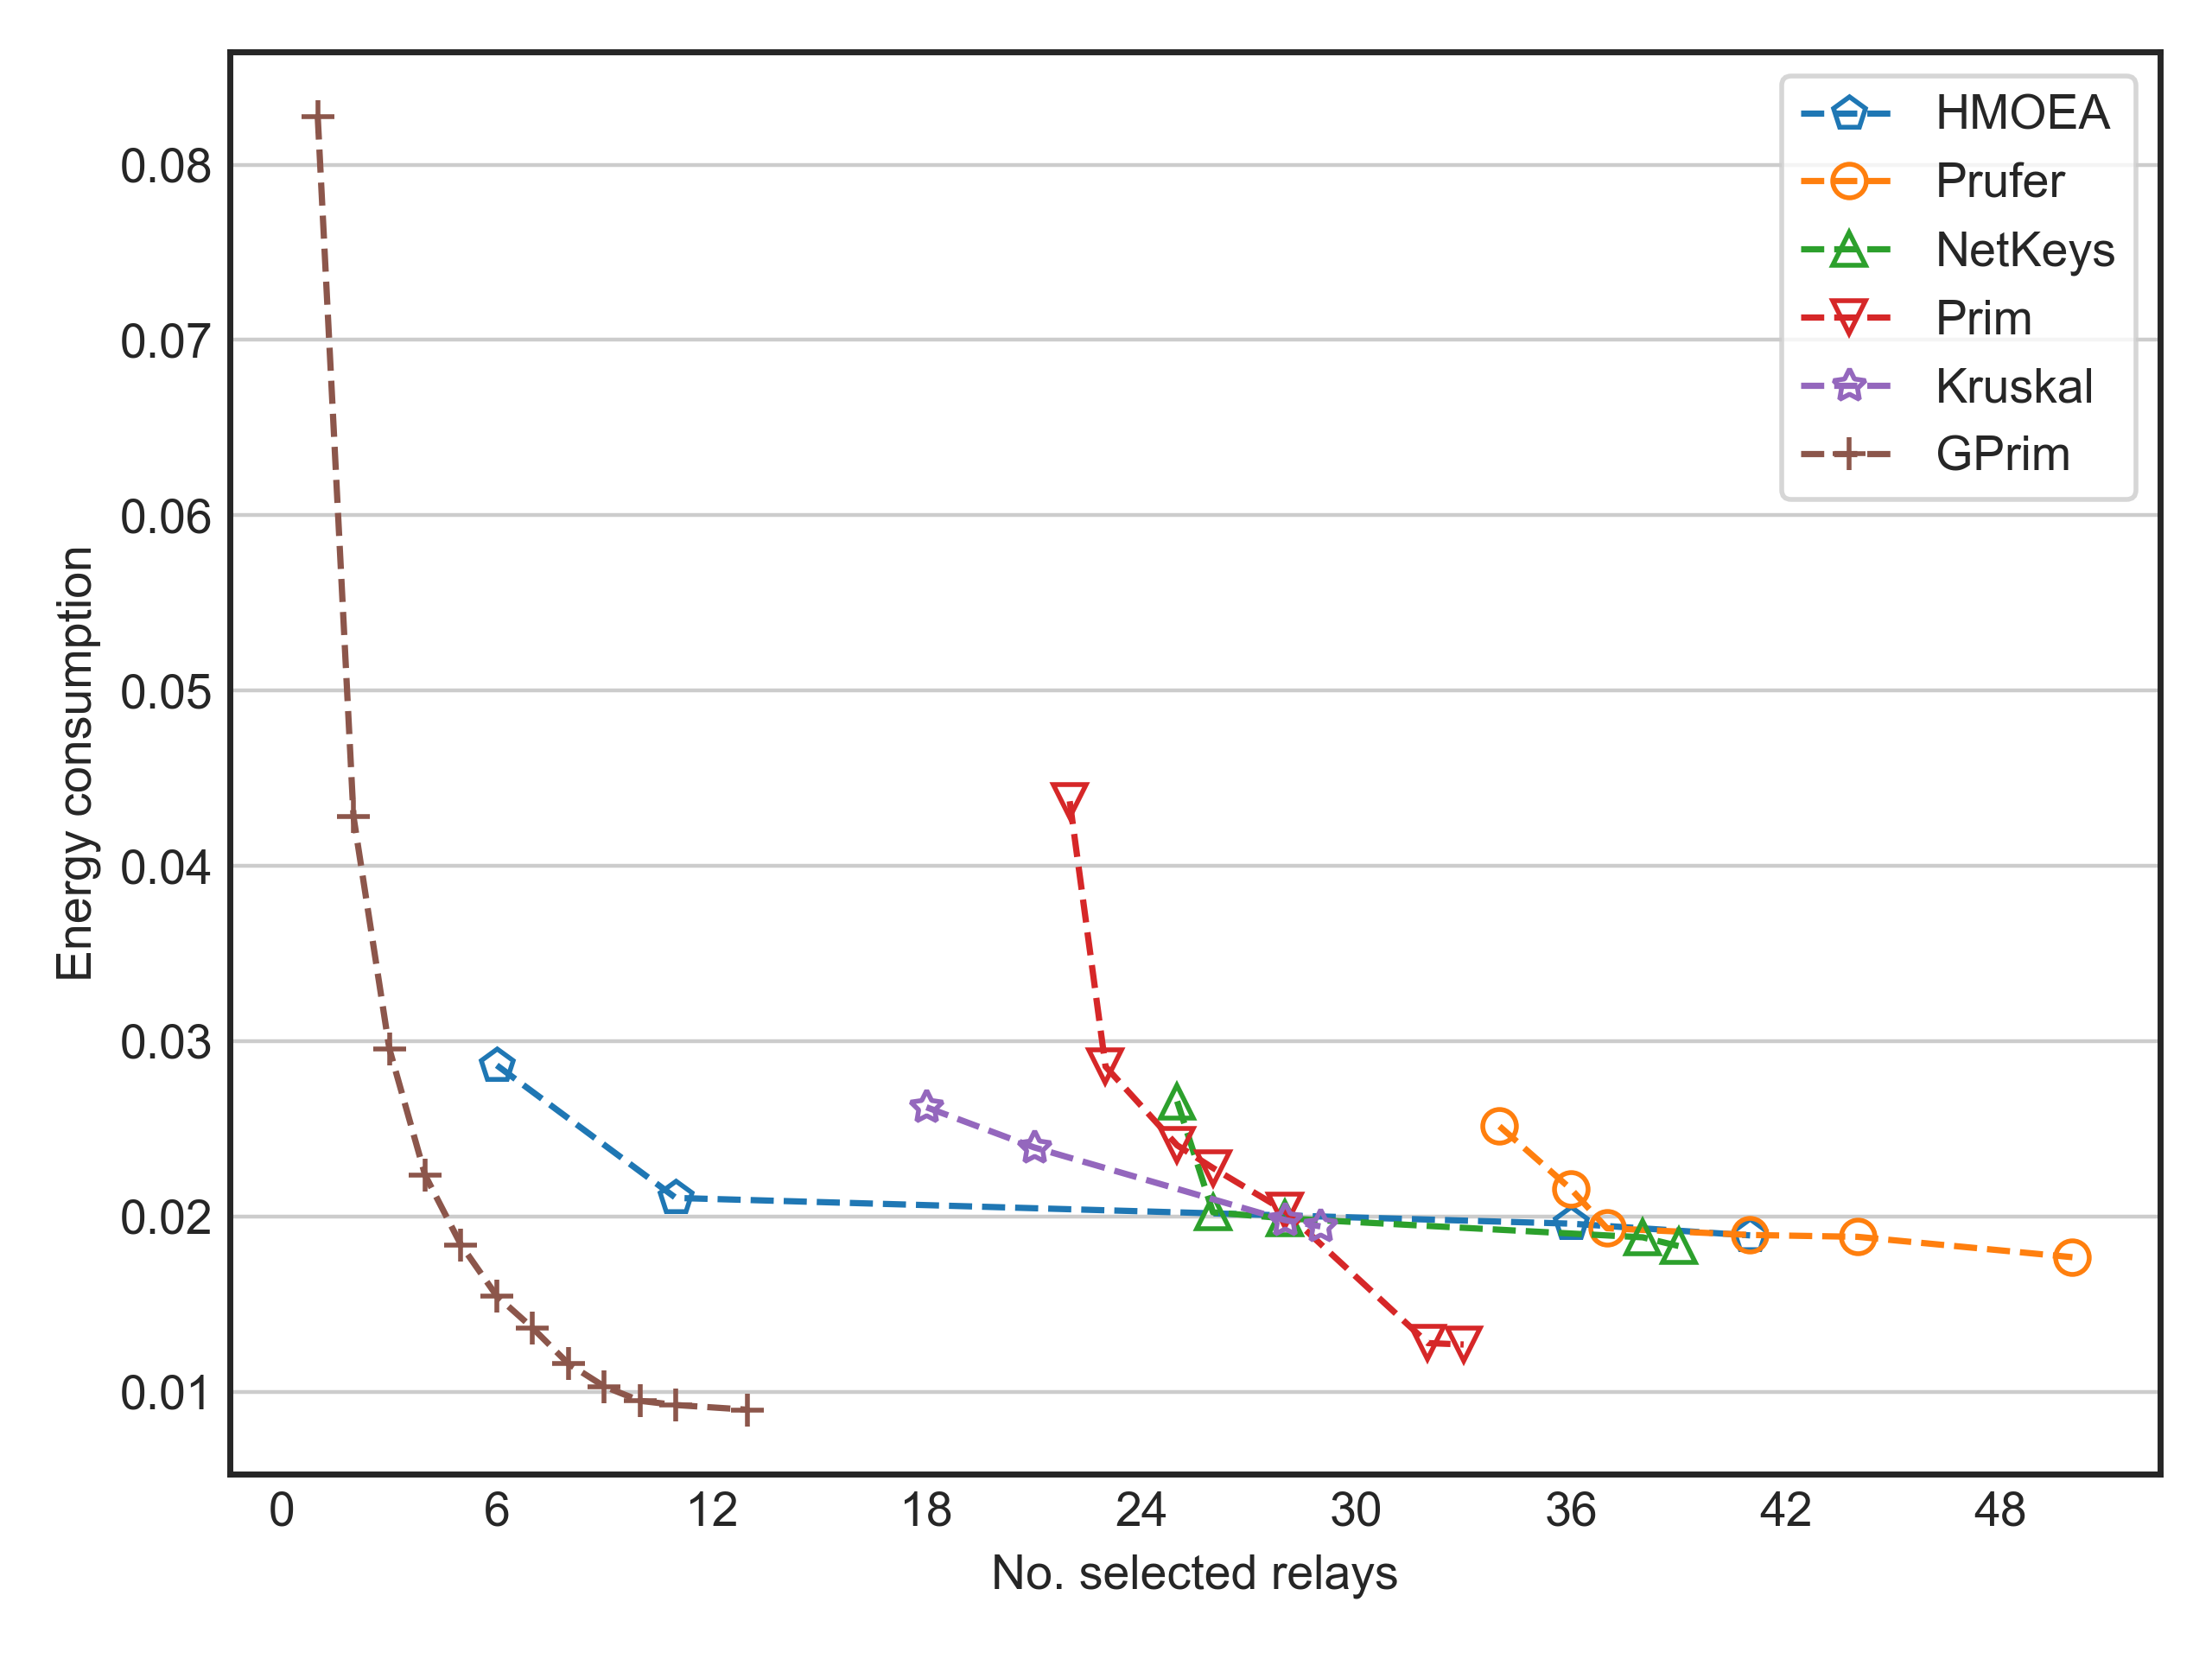 HMOEA
Prufer
NetKeys
Prim
Kruskal
GPrim
Energy consumption
0.08
0.07
0.06
0.05
0.04
0.03
0.02
0.01
0 6 12 18 24 30 36 42 48
No. selected relays